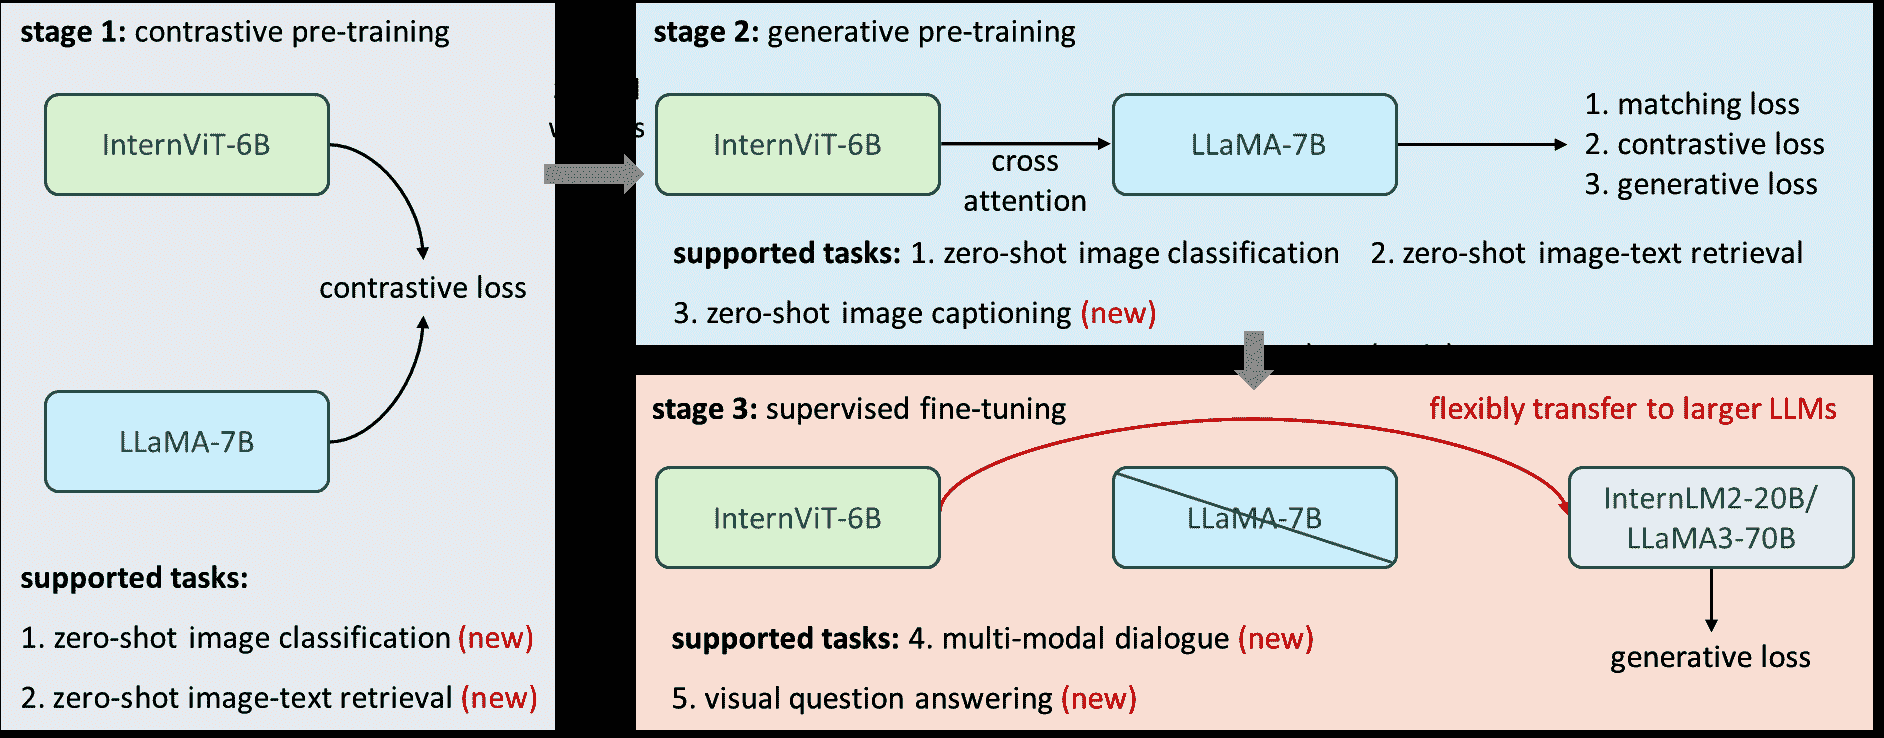 stage 1: contrastive pre-training
InternViT-6B
contrastive loss
LLaMA-7B
supported tasks:
1. zero-shot image classification (new)
2. zero-shot image-text retrieval (new)
stage 2: generative pre-training
InternViT-6B
cross
attention
LLaMA-7B
1. matching loss
2. contrastive loss
3. generative loss
supported tasks: 1. zero-shot image classification 2. zero-shot image-text retrieval
3. zero-shot image captioning (new)
stage 3: supervised fine-tuning
flexibly transfer to larger LLMs
InternViT-6B
LLaMA-7B
InternLM2-20B/
LLaMA3-70B
generative loss
supported tasks: 4. multi-modal dialogue (new)
5. visual question answering (new)